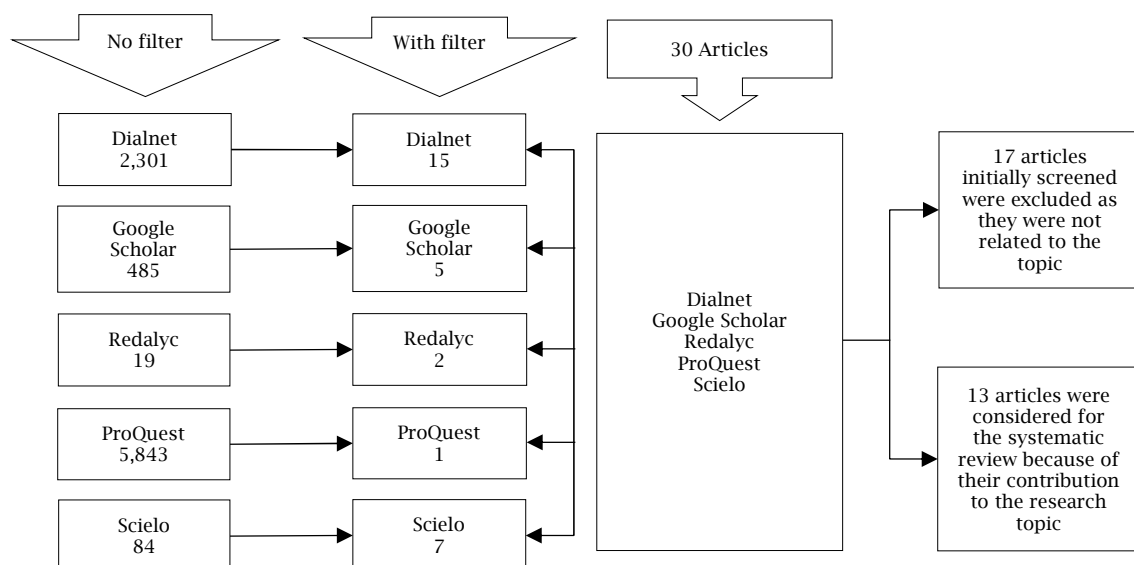 No filter
With filter
30 Articles
Dialnet
2,301
Dialnet
15
Google
Scholar
485
Google
Scholar
5
Redalyc
19
Redalyc
2
ProQuest
5,843
ProQuest
1
Scielo
84
Scielo
7
Dialnet
Google Scholar
Redalyc
ProQuest
Scielo
17 articles
initially screened
were excluded as
they were not
related to the
topic
13 articles were
considered for
the systematic
review because of
their contribution
to the research
topic